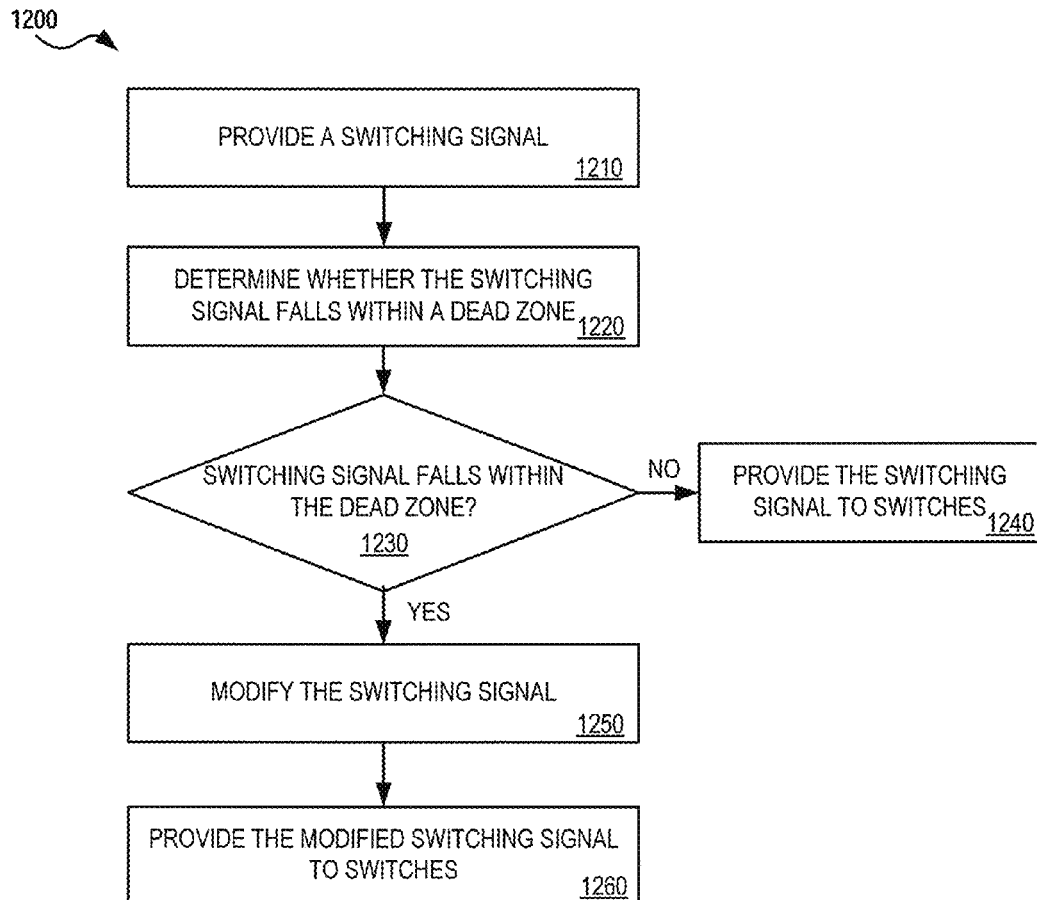 1200
PROVIDE A SWITCHING SIGNAL
1210
DETERMINE WHETHER THE SWITCHING
SIGNAL FALLS WITHIN A DEAD ZONE
1220
SWITCHING SIGNAL FALLS WITHIN
THE DEAD ZONE?
1230
NO
PROVIDE THE SWITCHING
SIGNAL TO SWITCHES
1240
YES
MODIFY THE SWITCHING SIGNAL
1250
PROVIDE THE MODIFIED SWITCHING SIGNAL
TO SWITCHES
1260